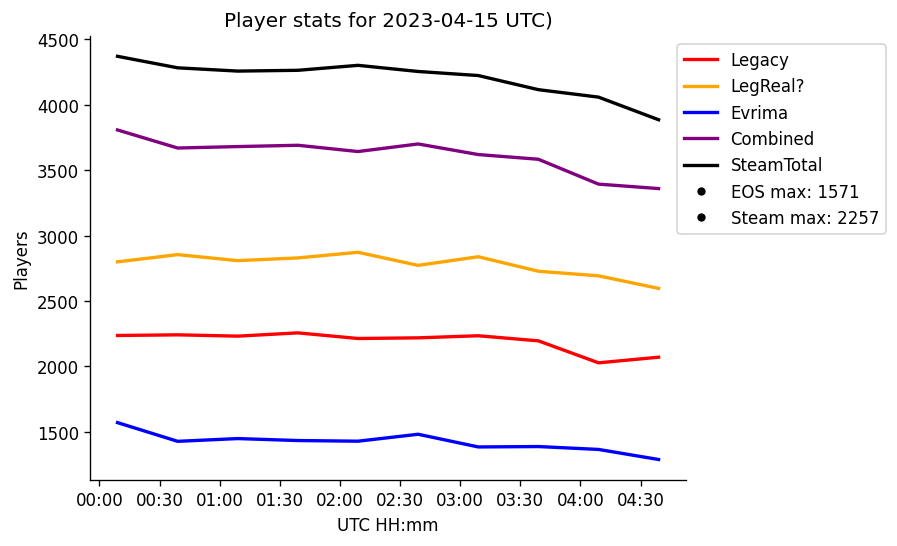 Player stats for 2023-04-15 UTC)
4500
4000
3500
3000
2500
2000
1500
Players
00:00 00:30 01:00 01:30 02:00 02:30 03:00 03:30 04:00 04:30
UTC HH:mm
Legacy
LegReal?
Evrima
Combined
SteamTotal
EOS max: 1571
Steam max: 2257